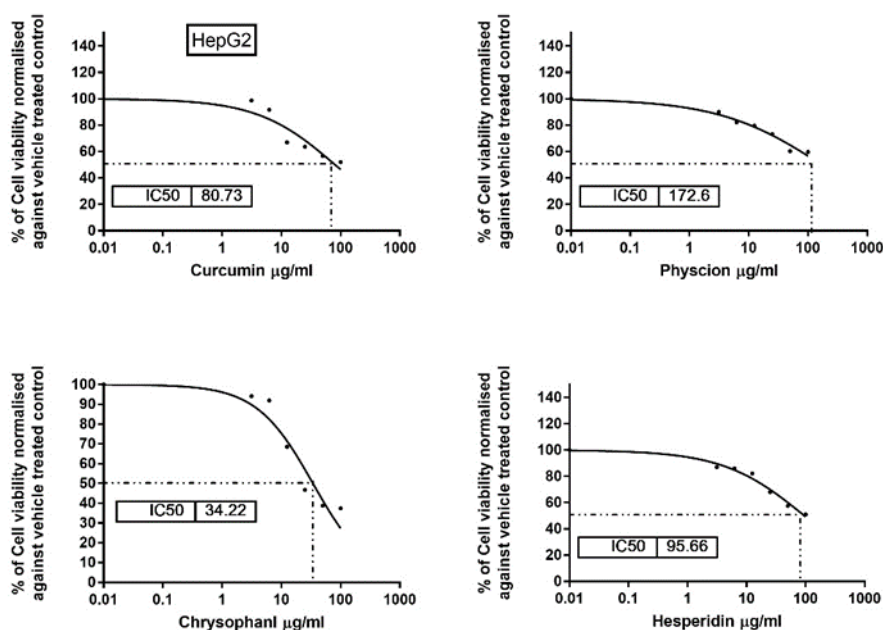 HepG2
% of Cell viability normalised
against vehicle treated control
140
120
100
80
60
40
20
0
IC50 80.73
0.01 0.1 1 10 100 1000
Curcumin µg/ml
% of Cell viability normalised
against vehicle treated control
140
120
100
80
60
40
20
0
IC50 172.6
0.01 0.1 1 10 100 1000
Physcion µg/ml
% of Cell viability normalised
against vehicle treated control
100
90
80
70
60
50
40
30
20
10
0
IC50 34.22
0.01 0.1 1 10 100 1000
Chrysophanl µg/ml
% of Cell viability normalised
against vehicle treated control
140
120
100
80
60
40
20
0
IC50 95.66
0.01 0.1 1 10 100 1000
Hesperidin µg/ml